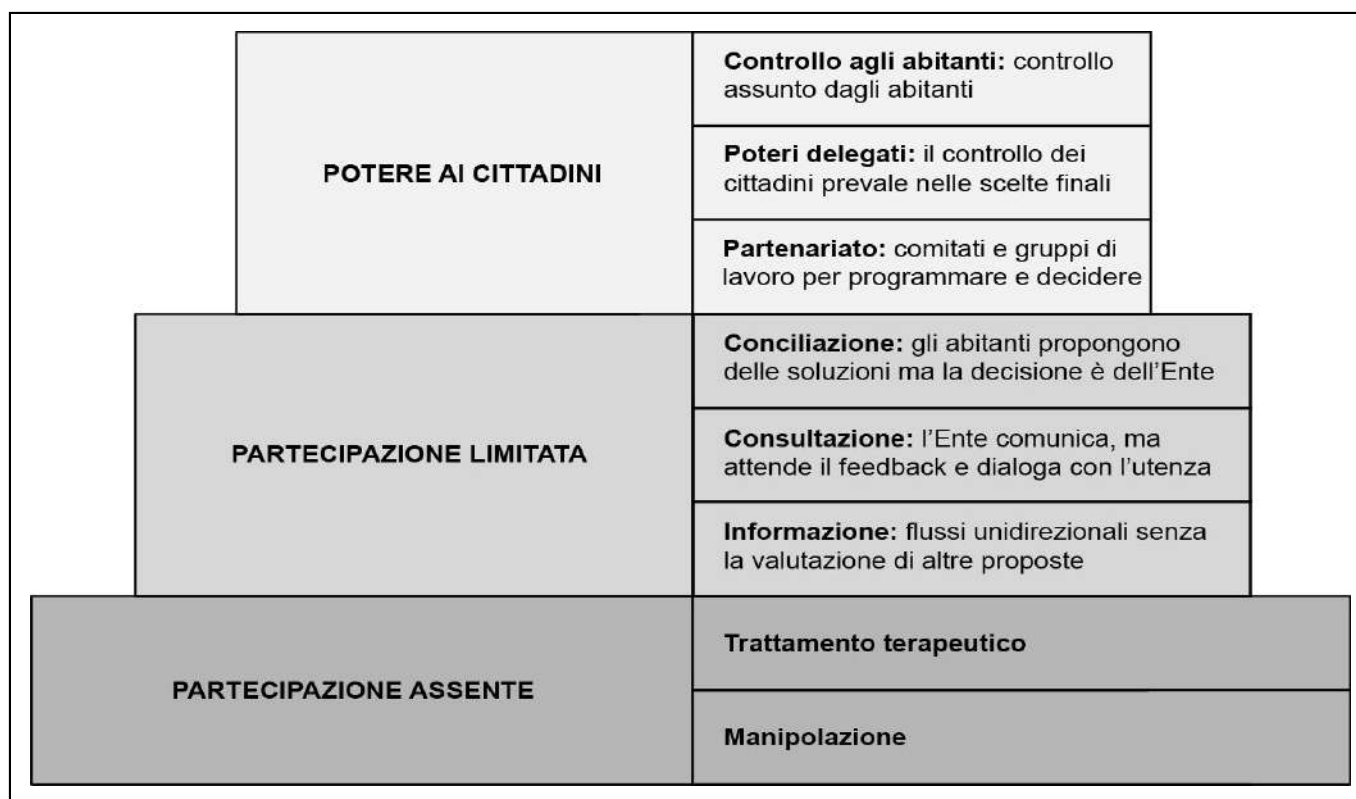 POTERE AI CITTADINI
Controllo agli abitanti: controllo
assunto dagli abitanti
Poteri delegati: il controllo dei
cittadini prevale nelle scelte finali
Partenariato: comitati e gruppi di
lavoro per programmare e decidere
PARTECIPAZIONE LIMITATA
Conciliazione: gli abitanti propongono
delle soluzioni ma la decisione è dell'Ente
Consultazione: l'Ente comunica, ma
attende il feedback e dialoga con l'utenza
Informazione: flussi unidirezionali senza
la valutazione di altre proposte
PARTECIPAZIONE ASSENTE
Trattamento terapeutico
Manipolazione